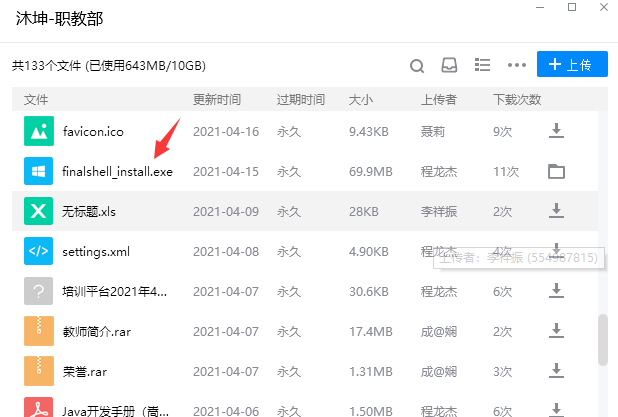 沐坤-职教部
共133个文件 (已使用643MB/10GB)
上传
文件 更新时间 过期时间 大小 上传者 下载次数
favicon.ico 2021-04-16 永久 9.43KB 聂莉 9次
finalshell_install.exe 2021-04-15 永久 69.9MB 程龙杰 11次
无标题.xls 2021-04-09 永久 28KB 李祥振 2次
settings.xml 2021-04-08 永久 4.90KB 程龙杰 4次
上传者：李祥振 (554987815)
培训平台2021年4... 2021-04-07 永久 30.6KB 程龙杰 6次
教师简介.rar 2021-04-07 永久 17.4MB 成@娴 2次
荣誉.rar 2021-04-07 永久 1.31MB 成@娴 3次
Java开发手册（嵩... 2021-04-06 永久 1.50MB 程龙杰 6次